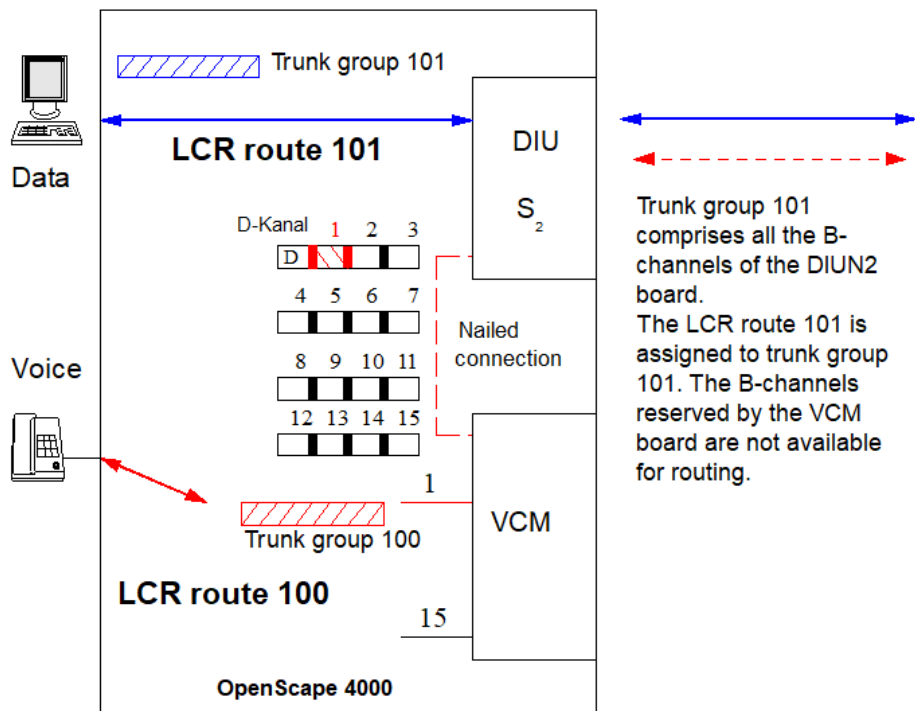 Trunk group 101
LCR route 101
Data
DIU
S2
D-Kanal 1 2 3
D
4 5 6 7
8 9 10 11
12 13 14 15
Nailed
connection
Voice
1
Trunk group 100
VCM
LCR route 100
15
OpenScape 4000
Trunk group 101
comprises all the B-
channels of the DIUN2
board.
The LCR route 101 is
assigned to trunk group
101. The B-channels
reserved by the VCM
board are not available
for routing.